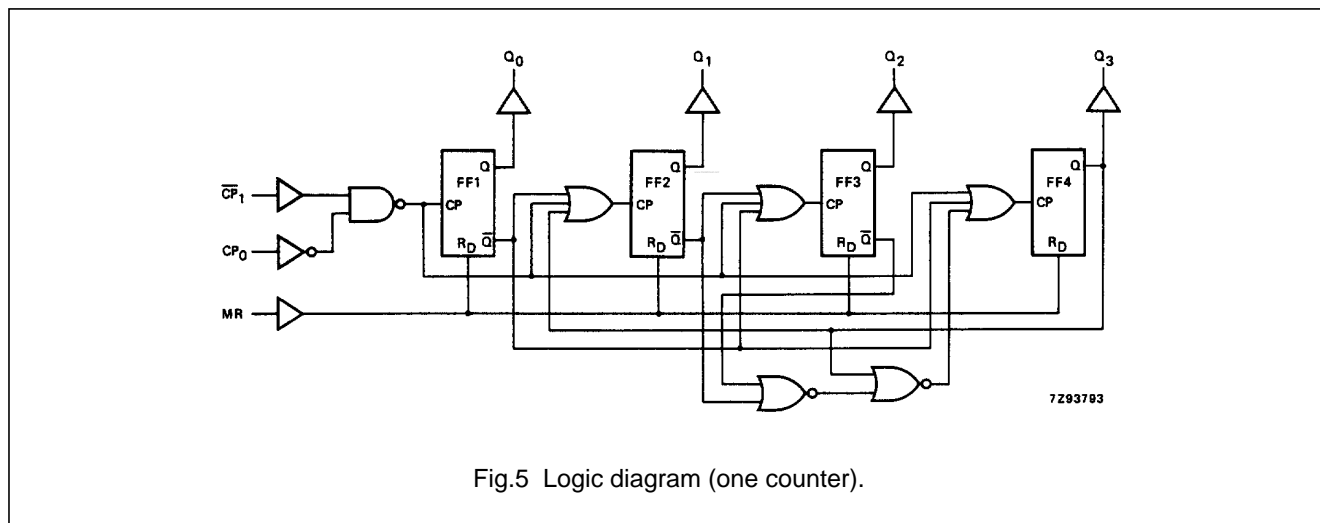 Q0 Q1 Q2 Q3
Q Q Q Q
FF1 FF2 FF3 FF4
CP1
CP CP CP CP
CP0
RD Q RD Q RD Q RD
MR
7Z93793
Fig.5 Logic diagram (one counter).